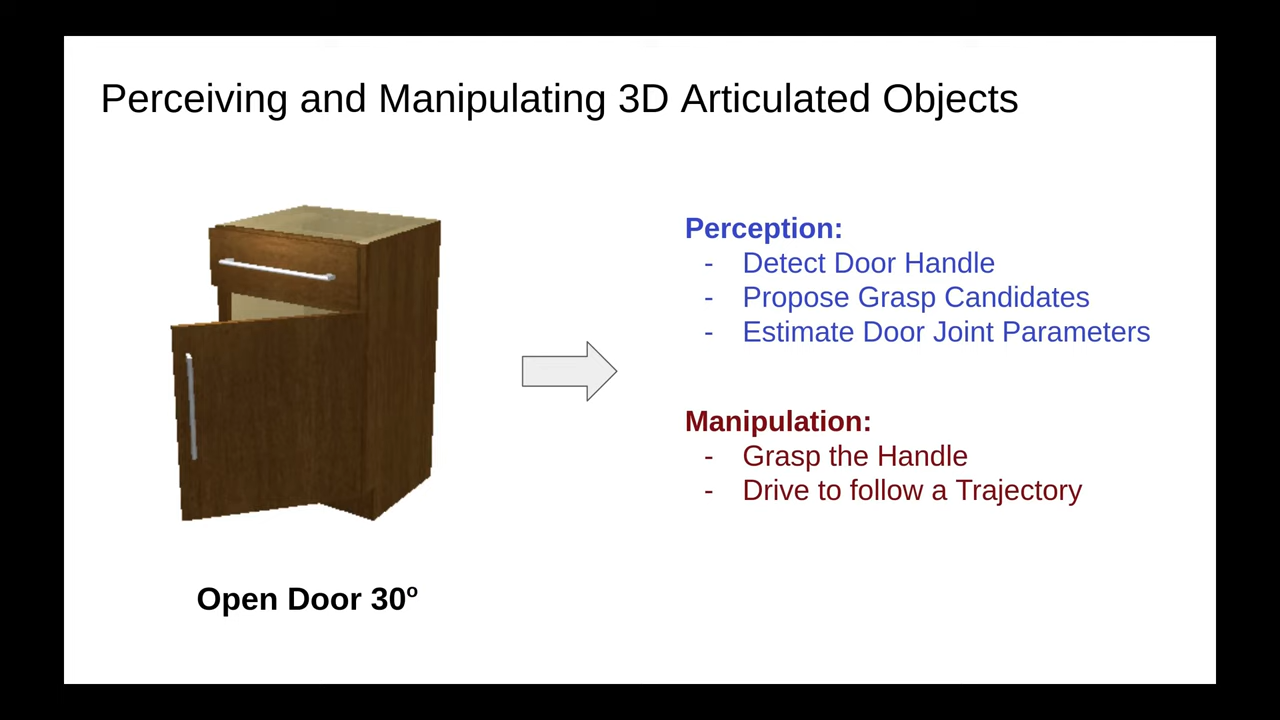 Perceiving and Manipulating 3D Articulated Objects
Perception:
- Detect Door Handle
- Propose Grasp Candidates
- Estimate Door Joint Parameters
Manipulation:
- Grasp the Handle
- Drive to follow a Trajectory
Open Door 30º